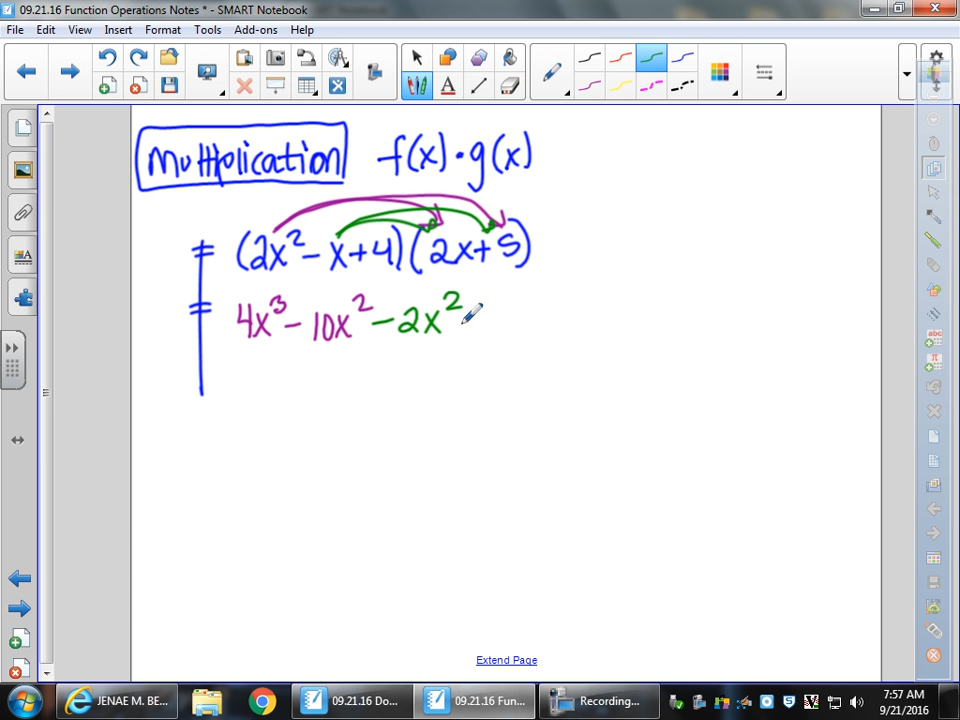 09.21.16 Function Operations Notes * - SMART Notebook
File Edit View Insert Format Tools Add-ons Help
Multiplication f(x)·g(x)
= (2x² - x + 4)(2x + 5)
= 4x³ - 10x² - 2x²
Extend Page
JENAE M. BE...
09.21.16 Do...
09.21.16 Fun...
Recording...
7:57 AM
9/21/2016